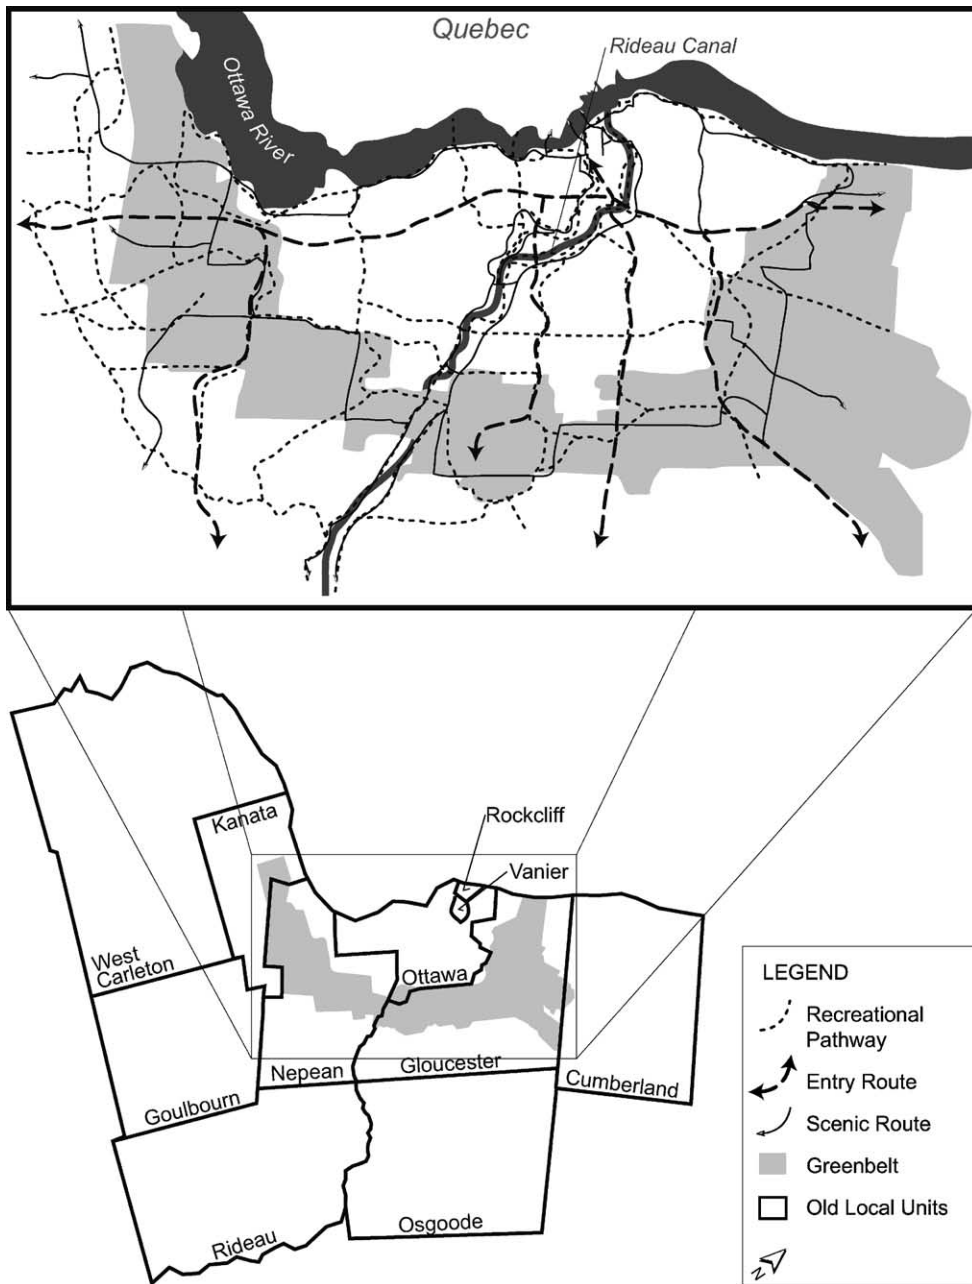 Quebec
Rideau Canal
Ottawa River
Rockcliff
Kanata
Vanier
West
Carleton
Ottawa
Nepean
Gloucester
Cumberland
Goulbourn
Rideau
Osgoode
LEGEND
Recreational
Pathway
Entry Route
Scenic Route
Greenbelt
Old Local Units
N